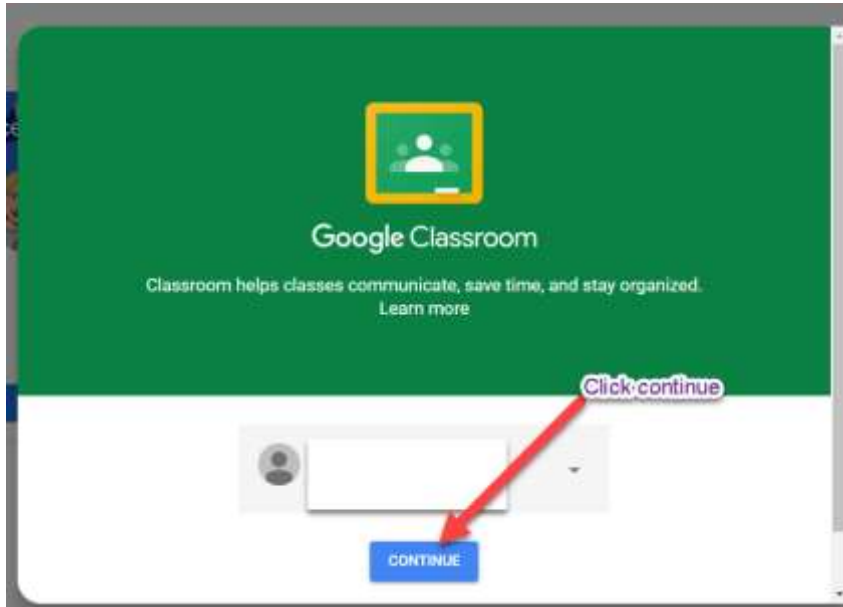 Google Classroom
Classroom helps classes communicate, save time, and stay organized.
Learn more
Click continue
CONTINUE